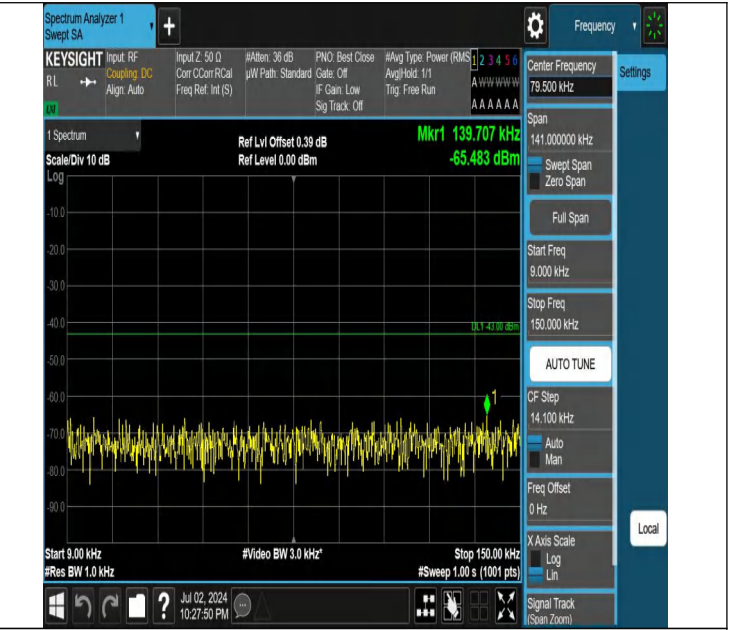 Spectrum Analyzer 1
Swept SA
+
Frequency
KEYSIGHT
RL
Input: RF
Coupling: DC
Align: Auto
Input Z: 50 Ω
Corr CCorr RCal
Freq Ref: Int (S)
#Atten: 36 dB
µW Path: Standard
PNO: Best Close
Gate: Off
IF Gain: Low
Sig Track: Off
#Avg Type: Power (RMS
Avg|Hold: 1/1
Trig: Free Run
1 2 3 4 5 6
A W W W W W
A A A A A A
1 Spectrum
Scale/Div 10 dB
Ref Lvl Offset 0.39 dB
Ref Level 0.00 dBm
Mkr1 139.707 kHz
-65.483 dBm
Log
-10.0
-20.0
-30.0
-40.0
DL1 -43.00 dBm
-50.0
-60.0
1
-70.0
-80.0
-90.0
Start 9.00 kHz
#Video BW 3.0 kHz*
Stop 150.00 kHz
#Res BW 1.0 kHz
#Sweep 1.00 s (1001 pts)
Jul 02, 2024
10:27:50 PM
?
Center Frequency
79.500 kHz
Settings
Span
141.000000 kHz
Swept Span
Zero Span
Full Span
Start Freq
9.000 kHz
Stop Freq
150.000 kHz
AUTO TUNE
CF Step
14.100 kHz
Auto
Man
Freq Offset
0 Hz
X Axis Scale
Log
Lin
Local
Signal Track
(Span Zoom)